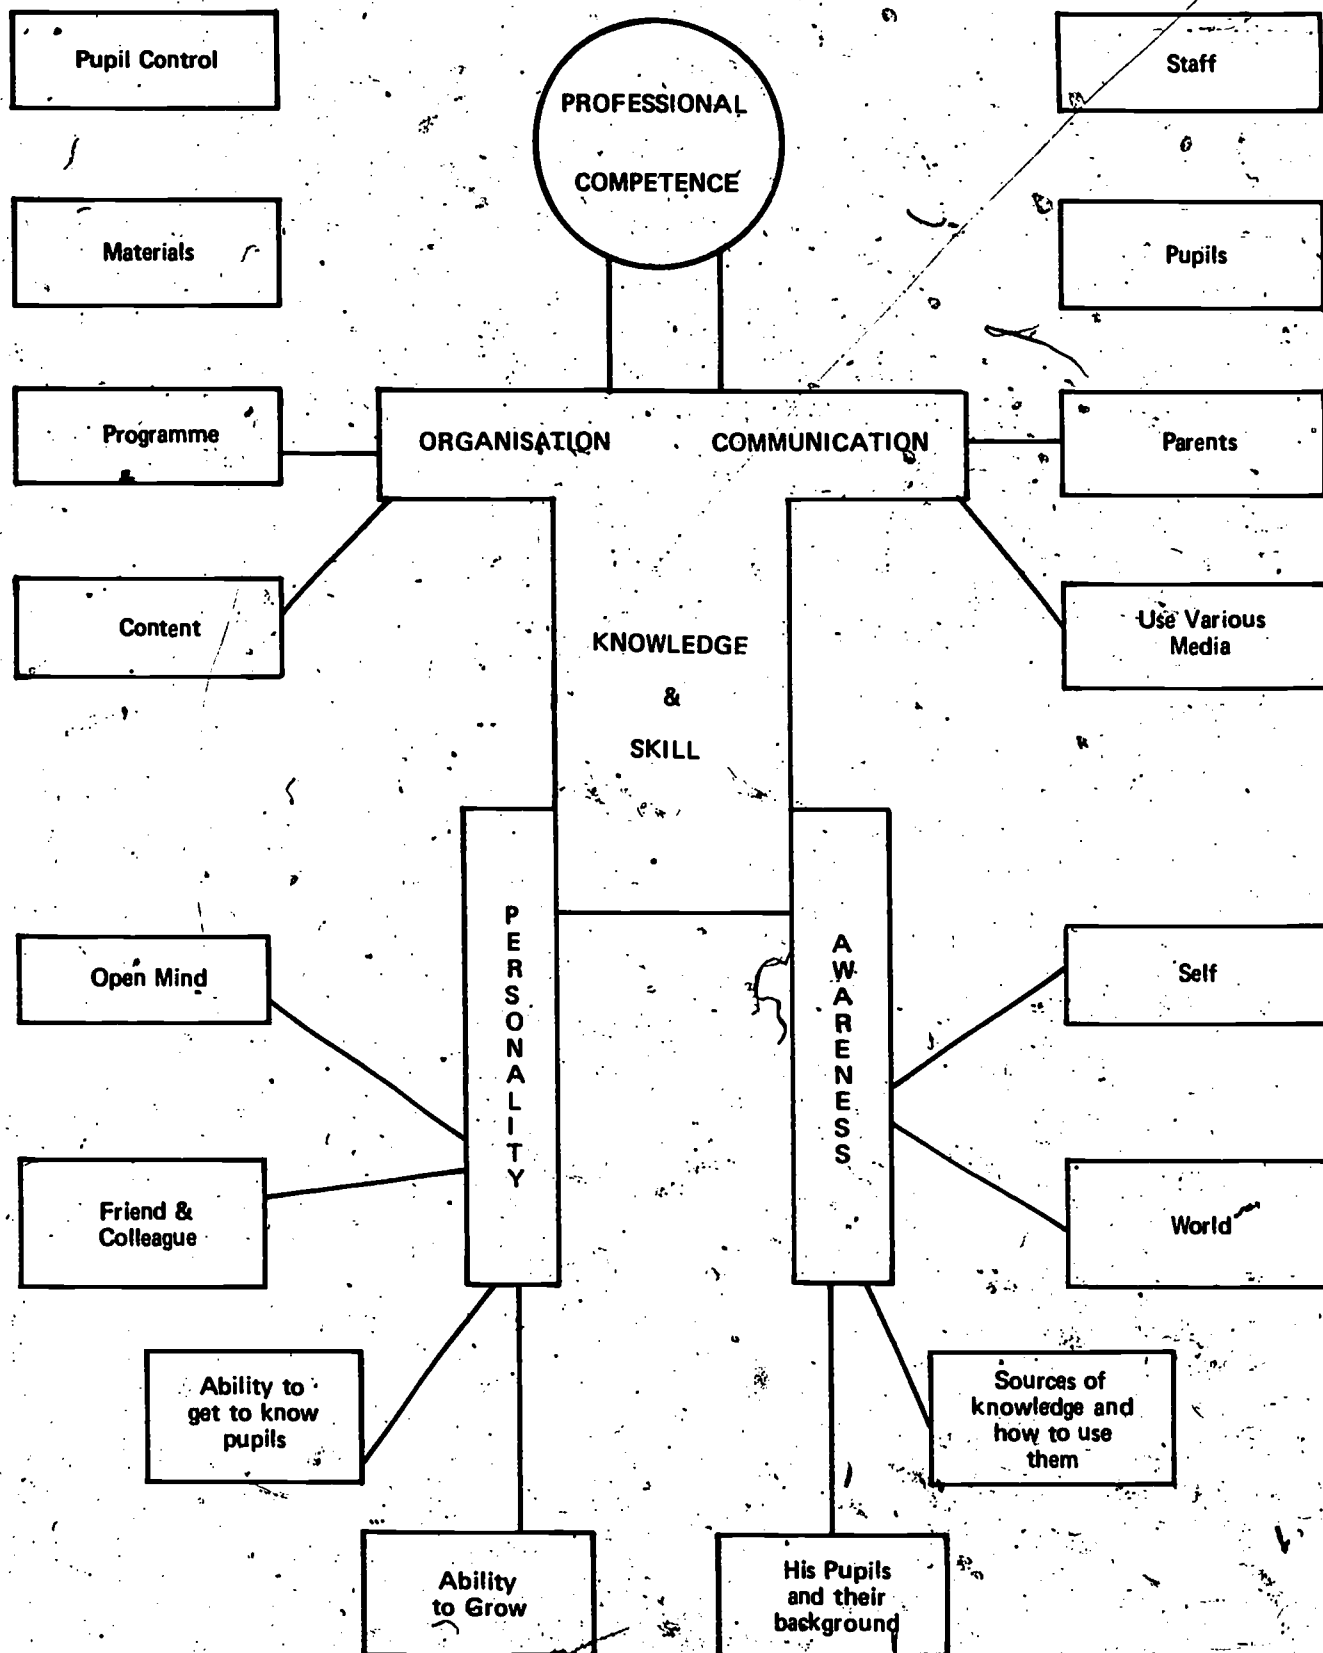 Pupil Control
PROFESSIONAL
COMPETENCE
Staff
Materials
Pupils
Programme
ORGANISATION
COMMUNICATION
Parents
Content
KNOWLEDGE
&
SKILL
Use Various
Media
PERSONALITY
AWARENESS
Open Mind
Self
Friend &
Colleague
World
Ability to
get to know
pupils
Sources of
knowledge and
how to use
them
Ability
to Grow
His Pupils
and their
background